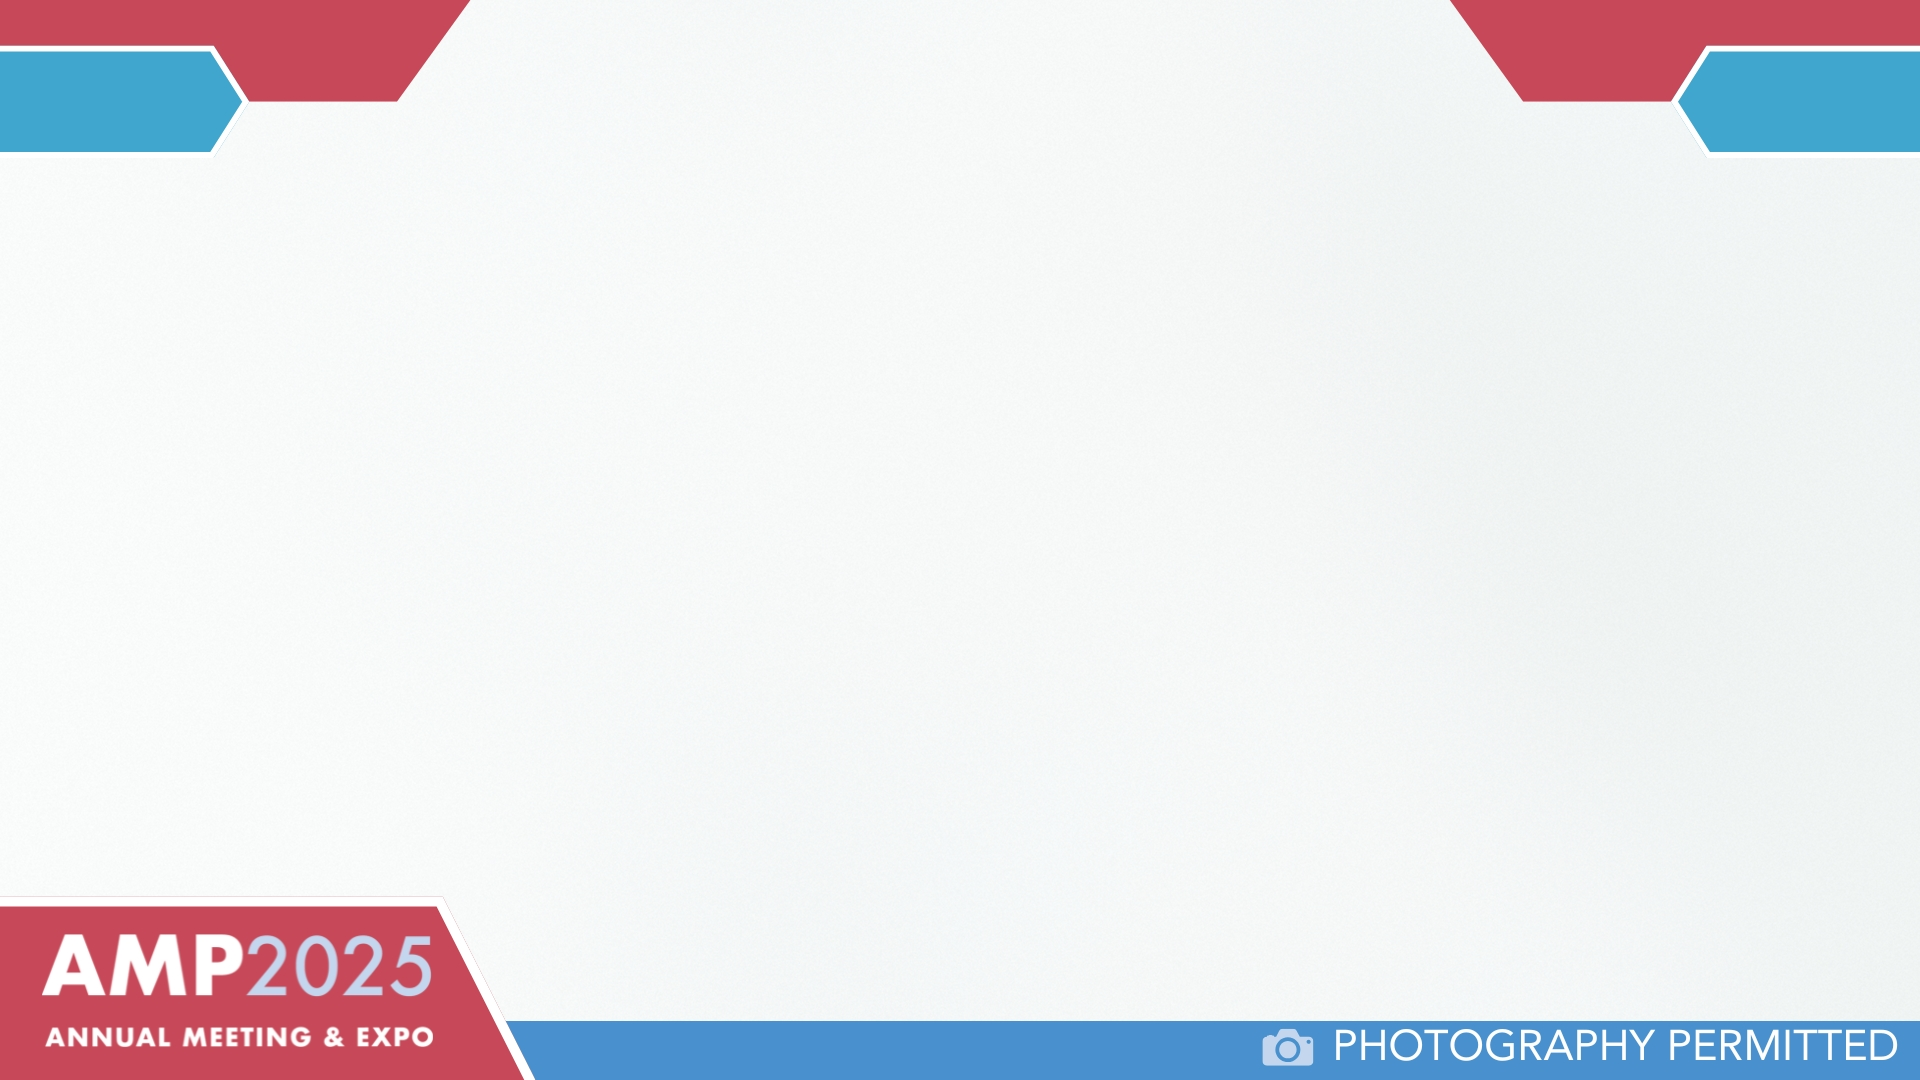 AMP2025
ANNUAL MEETING & EXPO
PHOTOGRAPHY PERMITTED